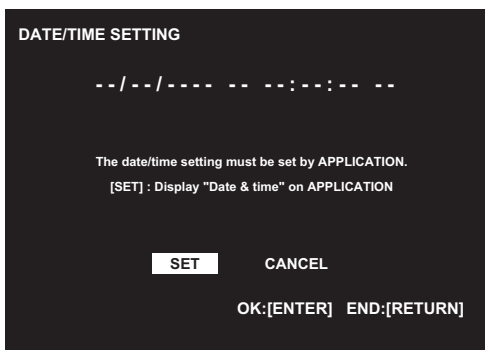 DATE/TIME SETTING
--/--/---- -- --:--:-- --
The date/time setting must be set by APPLICATION.
[SET] : Display "Date & time" on APPLICATION
SET CANCEL
OK:[ENTER] END:[RETURN]